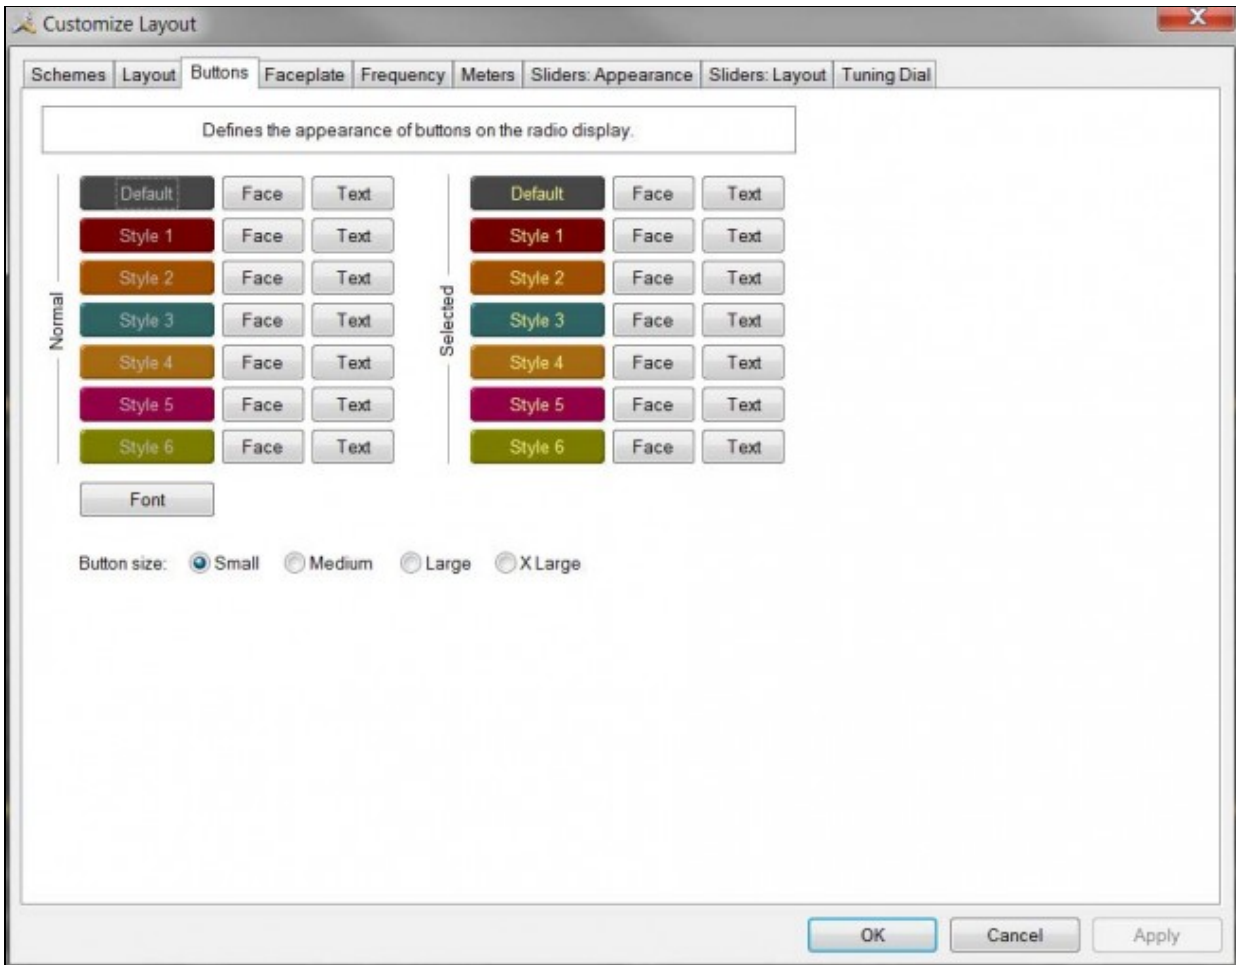 Customize Layout
X
Schemes Layout Buttons Faceplate Frequency Meters Sliders: Appearance Sliders: Layout Tuning Dial
Defines the appearance of buttons on the radio display.
Normal
Default Face Text
Style 1 Face Text
Style 2 Face Text
Style 3 Face Text
Style 4 Face Text
Style 5 Face Text
Style 6 Face Text
Selected
Default Face Text
Style 1 Face Text
Style 2 Face Text
Style 3 Face Text
Style 4 Face Text
Style 5 Face Text
Style 6 Face Text
Font
Button size: Small Medium Large X Large
OK Cancel Apply